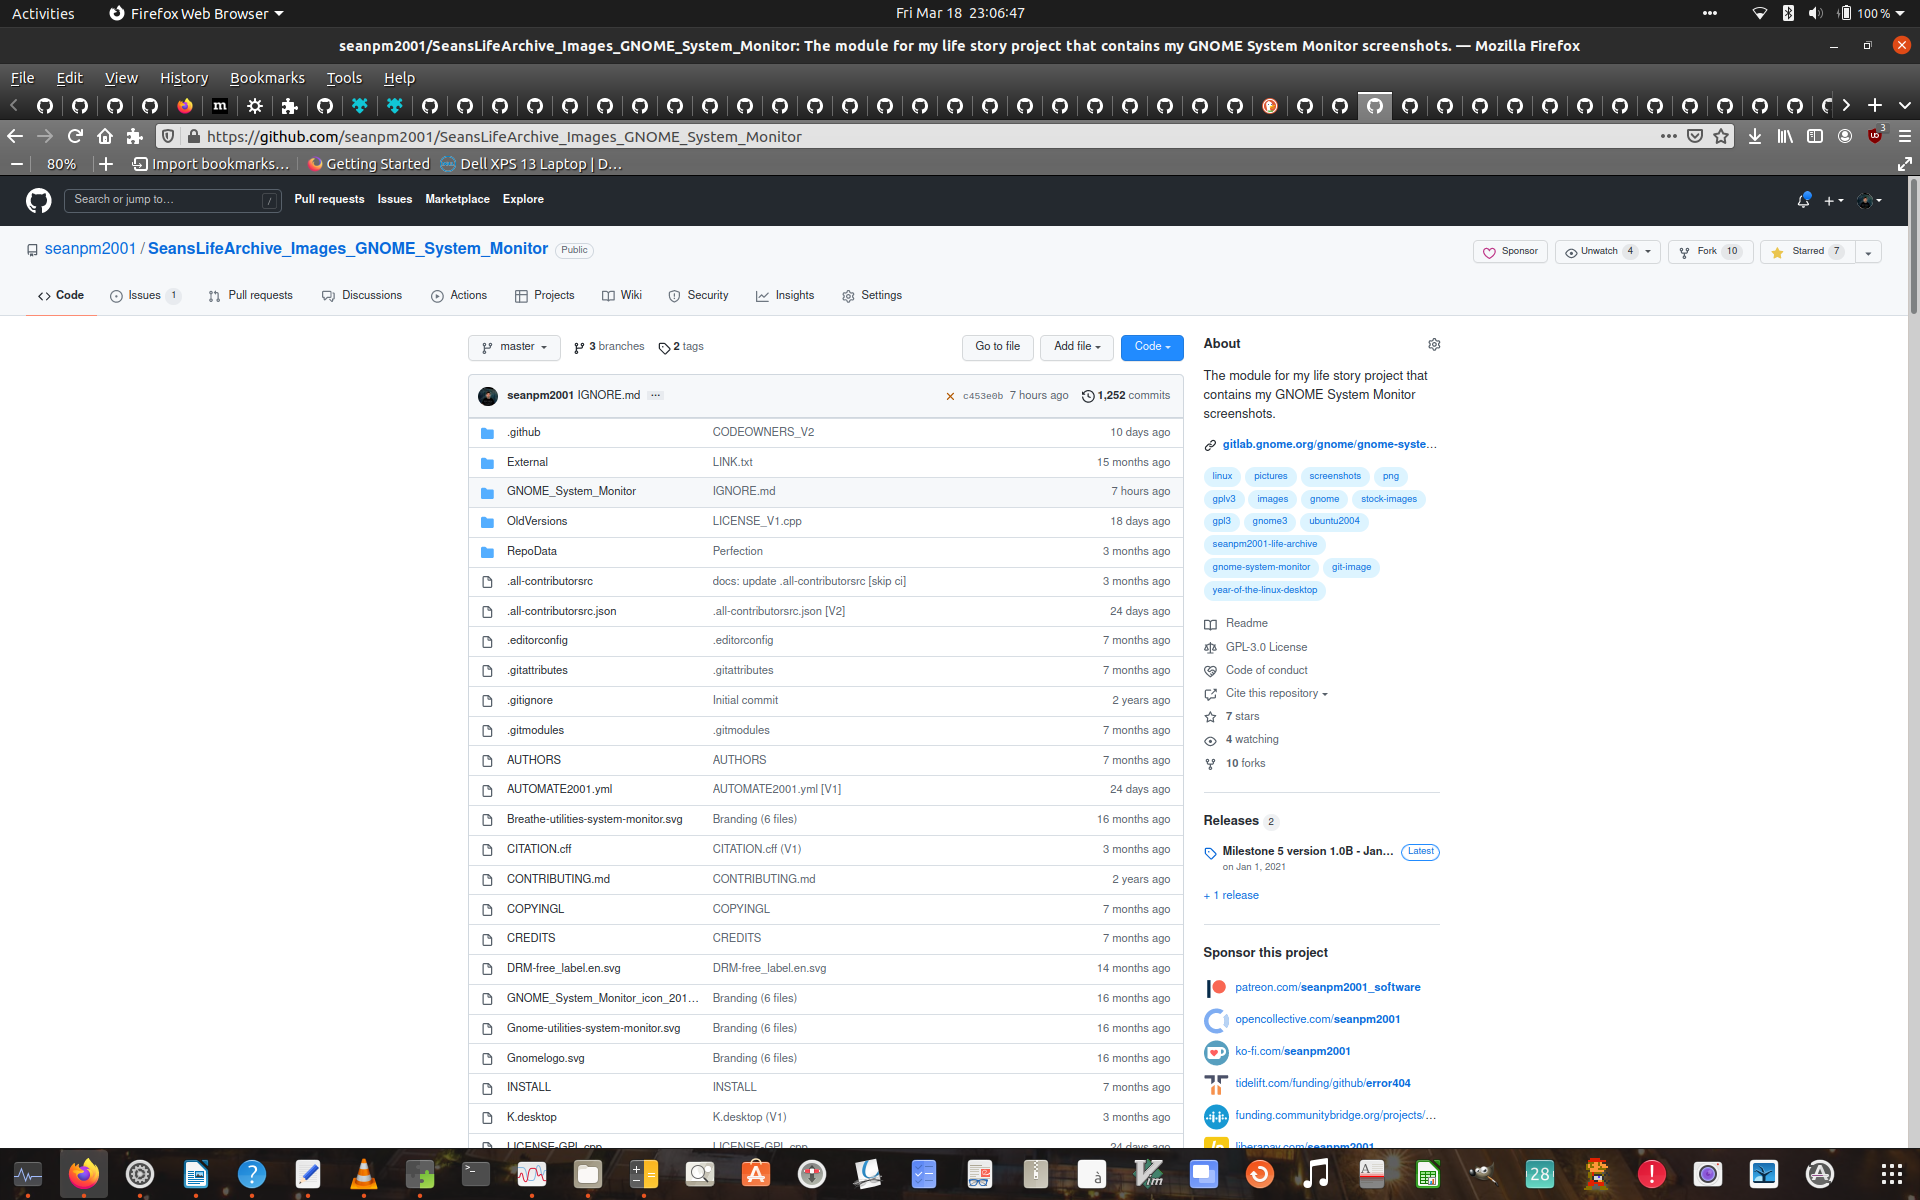 Activities Firefox Web Browser Fri Mar 18 23:06:47 100 %
seanpm2001/SeansLifeArchive_Images_GNOME_System_Monitor: The module for my life story project that contains my GNOME System Monitor screenshots. — Mozilla Firefox
File Edit View History Bookmarks Tools Help
https://github.com/seanpm2001/SeansLifeArchive_Images_GNOME_System_Monitor 3
80% Import bookmarks... Getting Started Dell XPS 13 Laptop | D...
Search or jump to... / Pull requests Issues Marketplace Explore
seanpm2001 / SeansLifeArchive_Images_GNOME_System_Monitor Public Sponsor Unwatch 4 Fork 10 Starred 7
Code Issues 1 Pull requests Discussions Actions Projects Wiki Security Insights Settings
master 3 branches 2 tags Go to file Add file Code
seanpm2001 IGNORE.md ... c453e0b 7 hours ago 1,252 commits
.github CODEOWNERS_V2 10 days ago
External LINK.txt 15 months ago
GNOME_System_Monitor IGNORE.md 7 hours ago
OldVersions LICENSE_V1.cpp 18 days ago
RepoData Perfection 3 months ago
.all-contributorsrc docs: update .all-contributorsrc [skip ci] 3 months ago
.all-contributorsrc.json .all-contributorsrc.json [V2] 24 days ago
.editorconfig .editorconfig 7 months ago
.gitattributes .gitattributes 7 months ago
.gitignore Initial commit 2 years ago
.gitmodules .gitmodules 7 months ago
AUTHORS AUTHORS 7 months ago
AUTOMATE2001.yml AUTOMATE2001.yml [V1] 24 days ago
Breathe-utilities-system-monitor.svg Branding (6 files) 16 months ago
CITATION.cff CITATION.cff (V1) 3 months ago
CONTRIBUTING.md CONTRIBUTING.md 2 years ago
COPYINGL COPYINGL 7 months ago
CREDITS CREDITS 7 months ago
DRM-free_label.en.svg DRM-free_label.en.svg 14 months ago
GNOME_System_Monitor_icon_201... Branding (6 files) 16 months ago
Gnome-utilities-system-monitor.svg Branding (6 files) 16 months ago
Gnomelogo.svg Branding (6 files) 16 months ago
INSTALL INSTALL 7 months ago
K.desktop K.desktop (V1) 3 months ago
LICENSE-GPL.cpp LICENSE-GPL.cpp 24 days ago
About
The module for my life story project that
contains my GNOME System Monitor
screenshots.
gitlab.gnome.org/gnome/gnome-syste...
linux pictures screenshots png
gplv3 images gnome stock-images
gpl3 gnome3 ubuntu2004
seanpm2001-life-archive
gnome-system-monitor git-image
year-of-the-linux-desktop
Readme
GPL-3.0 License
Code of conduct
Cite this repository
7 stars
4 watching
10 forks
Releases 2
Milestone 5 version 1.0B - Jan... Latest
on Jan 1, 2021
+ 1 release
Sponsor this project
patreon.com/seanpm2001_software
opencollective.com/seanpm2001
ko-fi.com/seanpm2001
tidelift.com/funding/github/error404
funding.communitybridge.org/projects/...
liberapay.com/seanpm2001
28